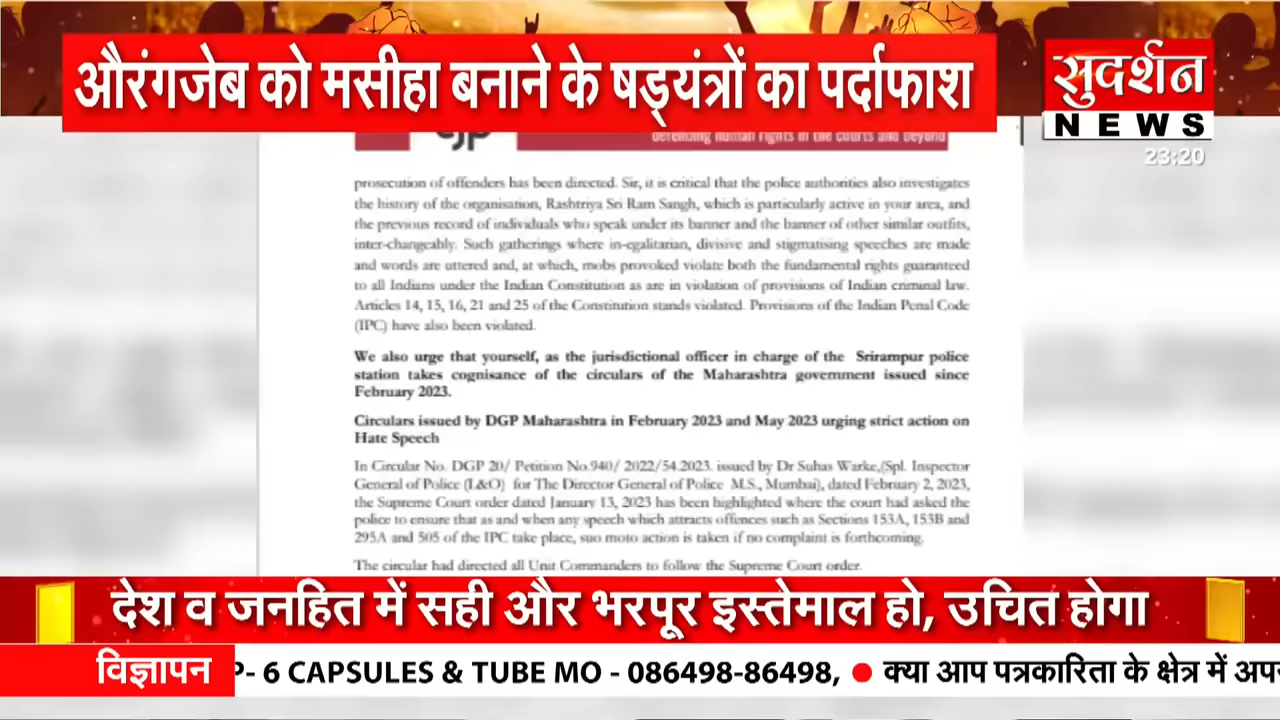 औरंगजेब को मसीहा बनाने के षड्यंत्रों का पर्दाफाश
सुदर्शन
NEWS
23:20
cjp
defending human rights in the courts and beyond
prosecution of offenders has been directed. Sir, it is critical that the police authorities also investigates
the history of the organisation, Rashtriya Sri Ram Sangh, which is particularly active in your area, and
the previous record of individuals who speak under its banner and the banner of other similar outfits,
inter-changeably. Such gatherings where in-egalitarian, divisive and stigmatising speeches are made
and words are uttered and, at which, mobs provoked violate both the fundamental rights guaranteed
to all Indians under the Indian Constitution as are in violation of provisions of Indian criminal law.
Articles 14, 15, 16, 21 and 25 of the Constitution stands violated. Provisions of the Indian Penal Code
(IPC) have also been violated.
We also urge that yourself, as the jurisdictional officer in charge of the Srirampur police
station takes cognisance of the circulars of the Maharashtra government issued since
February 2023.
Circulars issued by DGP Maharashtra in February 2023 and May 2023 urging strict action on
Hate Speech
In Circular No. DGP 20/ Petition No.940/ 2022/54.2023. issued by Dr Suhas Warke,(Spl. Inspector
General of Police (L&O) for The Director General of Police M.S., Mumbai), dated February 2, 2023,
the Supreme Court order dated January 13, 2023 has been highlighted where the court had asked the
police to ensure that as and when any speech which attracts offences such as Sections 153A, 153B and
295A and 505 of the IPC take place, suo moto action is taken if no complaint is forthcoming.
The circular had directed all Unit Commanders to follow the Supreme Court order.
देश व जनहित में सही और भरपूर इस्तेमाल हो, उचित होगा
विज्ञापन P- 6 CAPSULES & TUBE MO - 086498-86498, ● क्या आप पत्रकारिता के क्षेत्र में अप